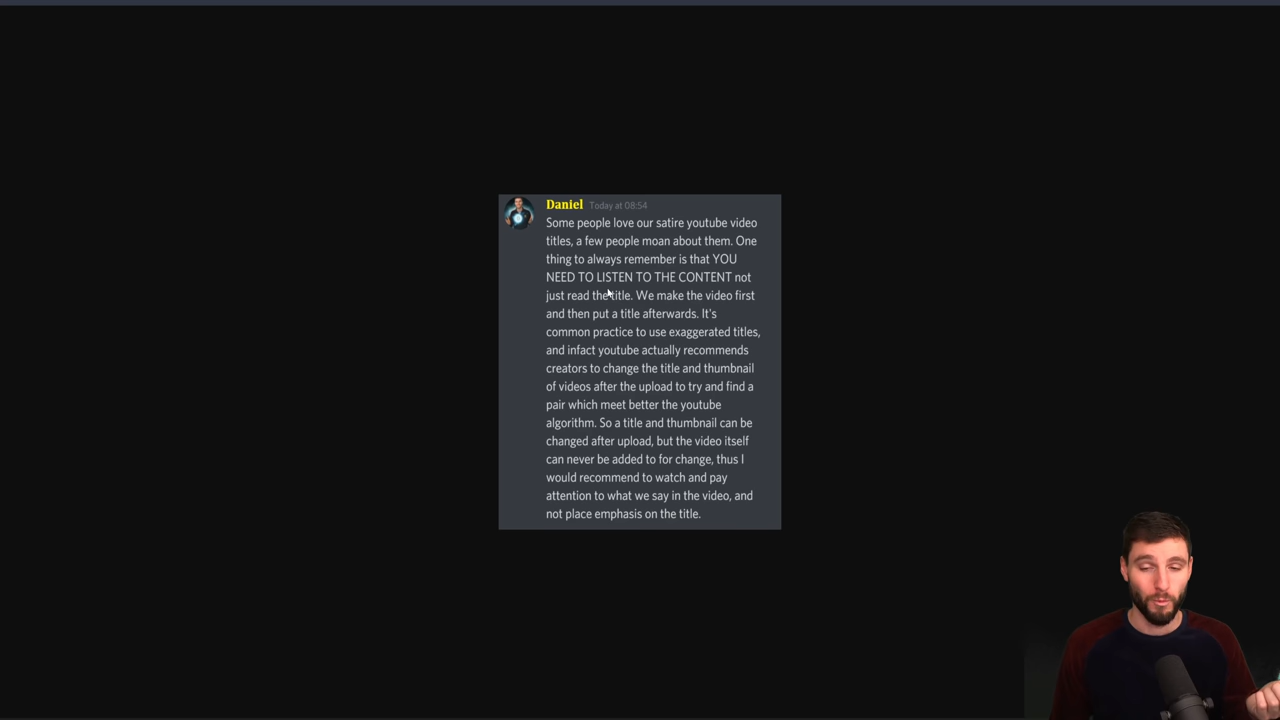 Daniel Today at 08:54
Some people love our satire youtube video
titles, a few people moan about them. One
thing to always remember is that YOU
NEED TO LISTEN TO THE CONTENT not
just read the title. We make the video first
and then put a title afterwards. It's
common practice to use exaggerated titles,
and infact youtube actually recommends
creators to change the title and thumbnail
of videos after the upload to try and find a
pair which meet better the youtube
algorithm. So a title and thumbnail can be
changed after upload, but the video itself
can never be added to for change, thus I
would recommend to watch and pay
attention to what we say in the video, and
not place emphasis on the title.